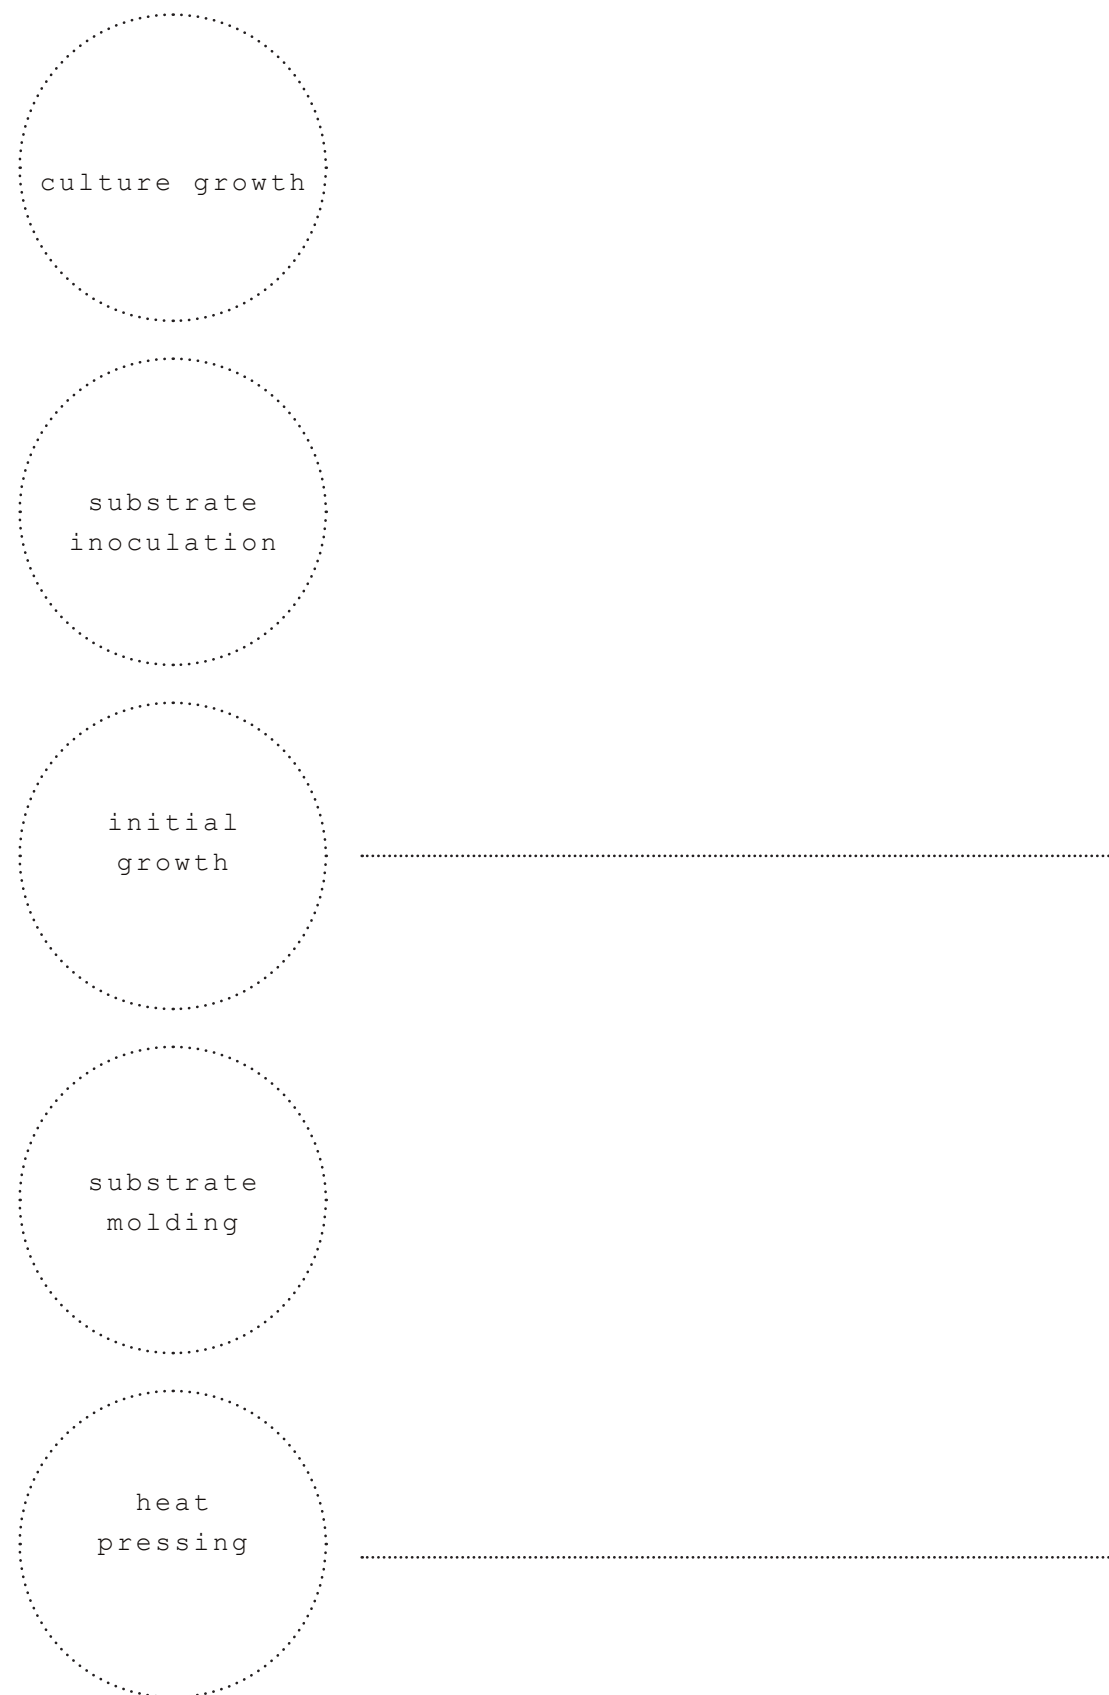 culture growth
substrate
inoculation
initial
growth
substrate
molding
heat
pressing